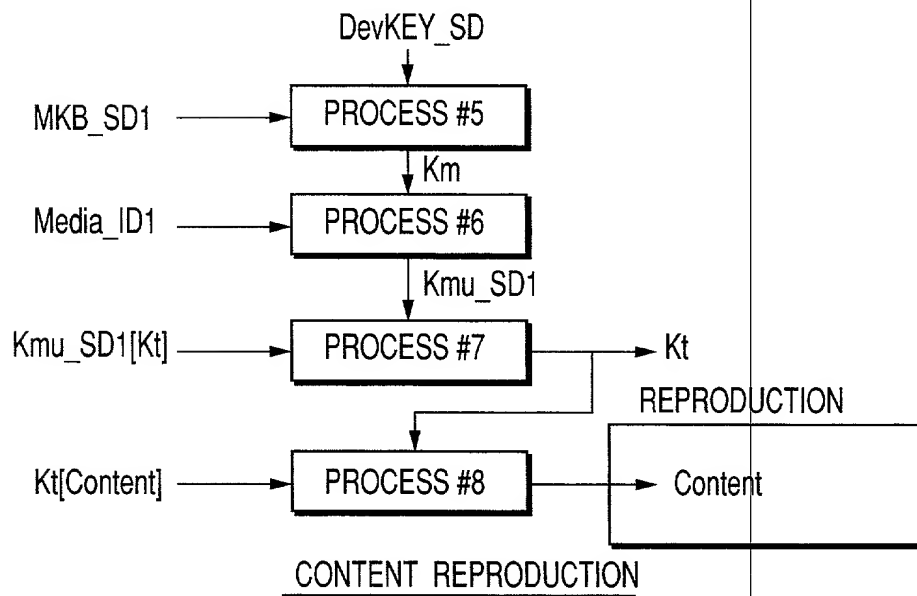 DevKEY_SD
MKB_SD1
PROCESS #5
Km
Media_ID1
PROCESS #6
Kmu_SD1
Kmu_SD1[Kt]
PROCESS #7
Kt
REPRODUCTION
Kt[Content]
PROCESS #8
Content
CONTENT REPRODUCTION